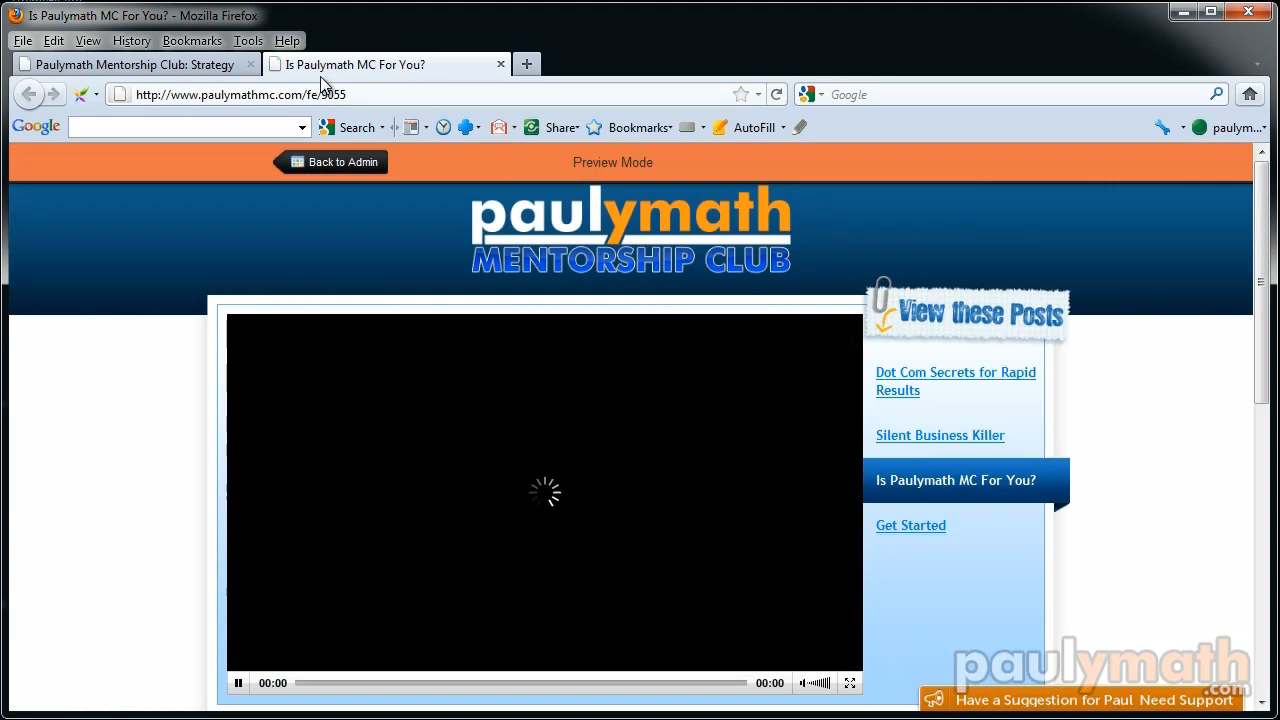 Is Paulymath MC For You? - Mozilla Firefox
File Edit View History Bookmarks Tools Help
Paulymath Mentorship Club: Strategy
Is Paulymath MC For You?
http://www.paulymathmc.com/fe/9055
Google
Google
Search
Share
Bookmarks
AutoFill
paulym...
Back to Admin
Preview Mode
paulymath
MENTORSHIP CLUB
View these Posts
Dot Com Secrets for Rapid
Results
Silent Business Killer
Is Paulymath MC For You?
Get Started
00:00
00:00
paulymath
.com
Have a Suggestion for Paul Need Support